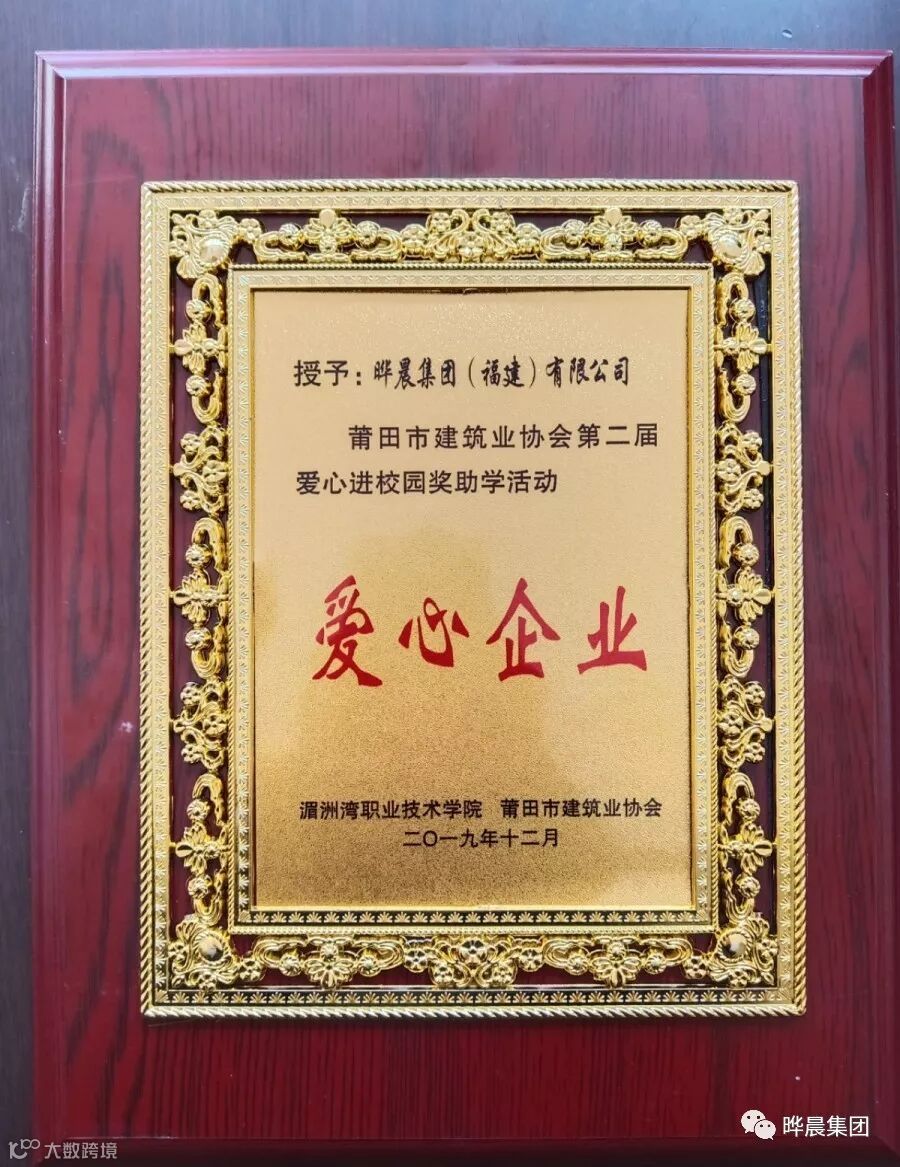 授予：晔晨集团（福建）有限公司
莆田市建筑业协会第二届
爱心进校园奖助学活动
爱心企业
湄洲湾职业技术学院 莆田市建筑业协会
二〇一九年十二月
晔晨集团
大数跨境